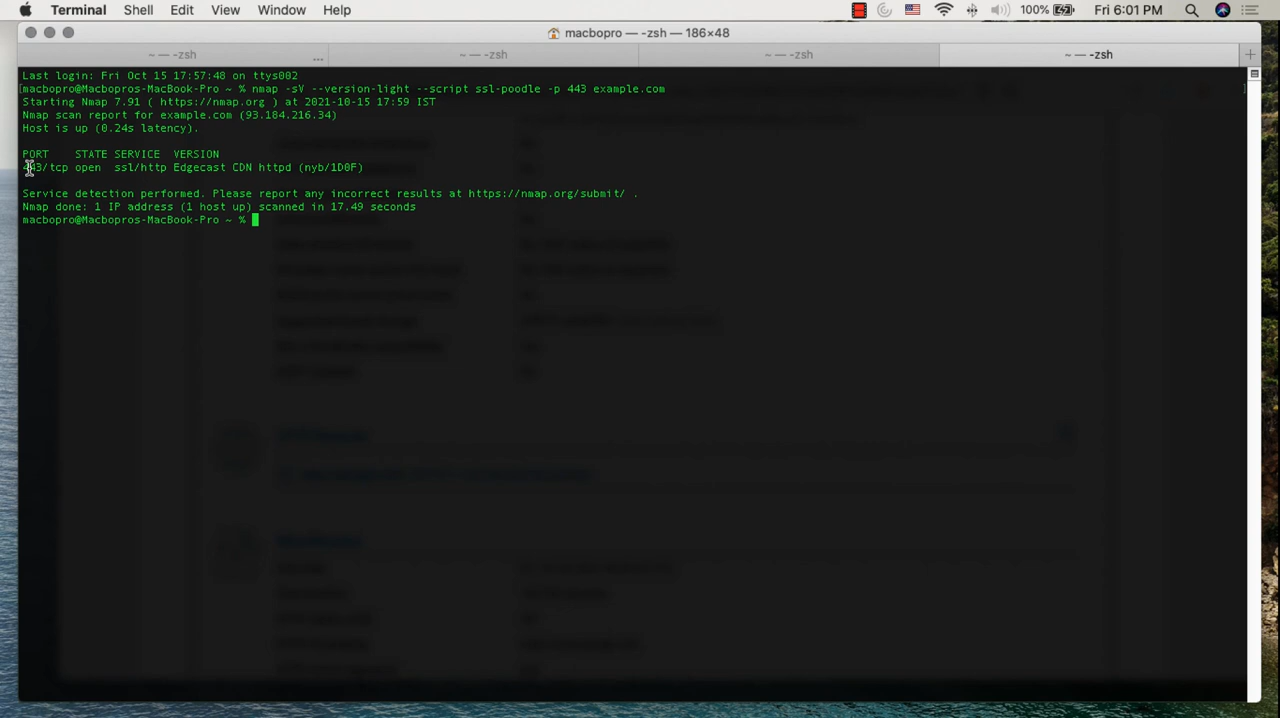 Terminal Shell Edit View Window Help 100% Fri 6:01 PM
macbopro — -zsh — 186×48
~ — -zsh ... ~ — -zsh ~ — -zsh ~ — -zsh
Last login: Fri Oct 15 17:57:48 on ttys002
macbopro@Macbopros-MacBook-Pro ~ % nmap -sV --version-light --script ssl-poodle -p 443 example.com
Starting Nmap 7.91 ( https://nmap.org ) at 2021-10-15 17:59 IST
Nmap scan report for example.com (93.184.216.34)
Host is up (0.24s latency).
PORT STATE SERVICE VERSION
443/tcp open ssl/http Edgecast CDN httpd (nyb/1D0F)
Service detection performed. Please report any incorrect results at https://nmap.org/submit/ .
Nmap done: 1 IP address (1 host up) scanned in 17.49 seconds
macbopro@Macbopros-MacBook-Pro ~ %